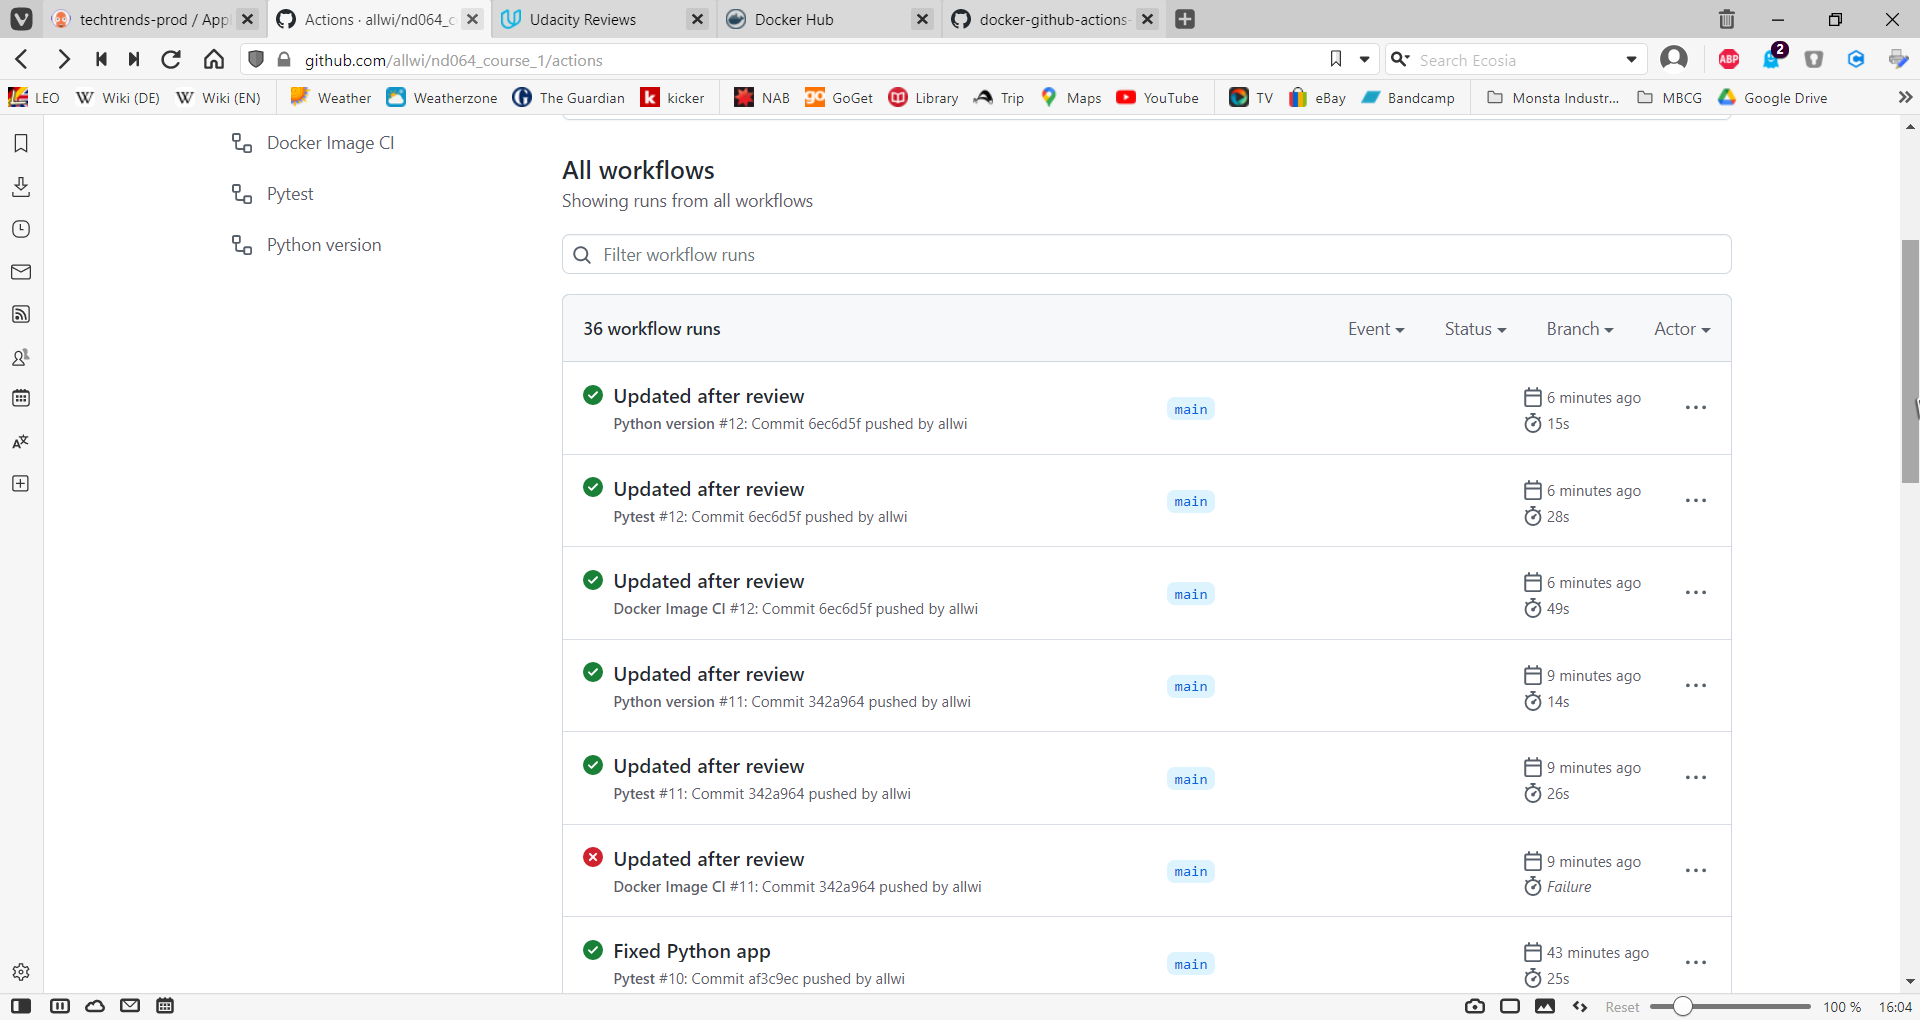 techtrends-prod / Appl
Actions · allwi/nd064_c
Udacity Reviews
Docker Hub
docker-github-actions-
github.com/allwi/nd064_course_1/actions
Search Ecosia
ABP
2
LEO
Wiki (DE)
Wiki (EN)
Weather
Weatherzone
The Guardian
kicker
NAB
GoGet
Library
Trip
Maps
YouTube
TV
eBay
Bandcamp
Monsta Industr...
MBCG
Google Drive
Docker Image CI
Pytest
Python version
All workflows
Showing runs from all workflows
Filter workflow runs
36 workflow runs
Event
Status
Branch
Actor
Updated after review
Python version #12: Commit 6ec6d5f pushed by allwi
main
6 minutes ago
15s
Updated after review
Pytest #12: Commit 6ec6d5f pushed by allwi
main
6 minutes ago
28s
Updated after review
Docker Image CI #12: Commit 6ec6d5f pushed by allwi
main
6 minutes ago
49s
Updated after review
Python version #11: Commit 342a964 pushed by allwi
main
9 minutes ago
14s
Updated after review
Pytest #11: Commit 342a964 pushed by allwi
main
9 minutes ago
26s
Updated after review
Docker Image CI #11: Commit 342a964 pushed by allwi
main
9 minutes ago
Failure
Fixed Python app
Pytest #10: Commit af3c9ec pushed by allwi
main
43 minutes ago
25s
Reset
100 %
16:04